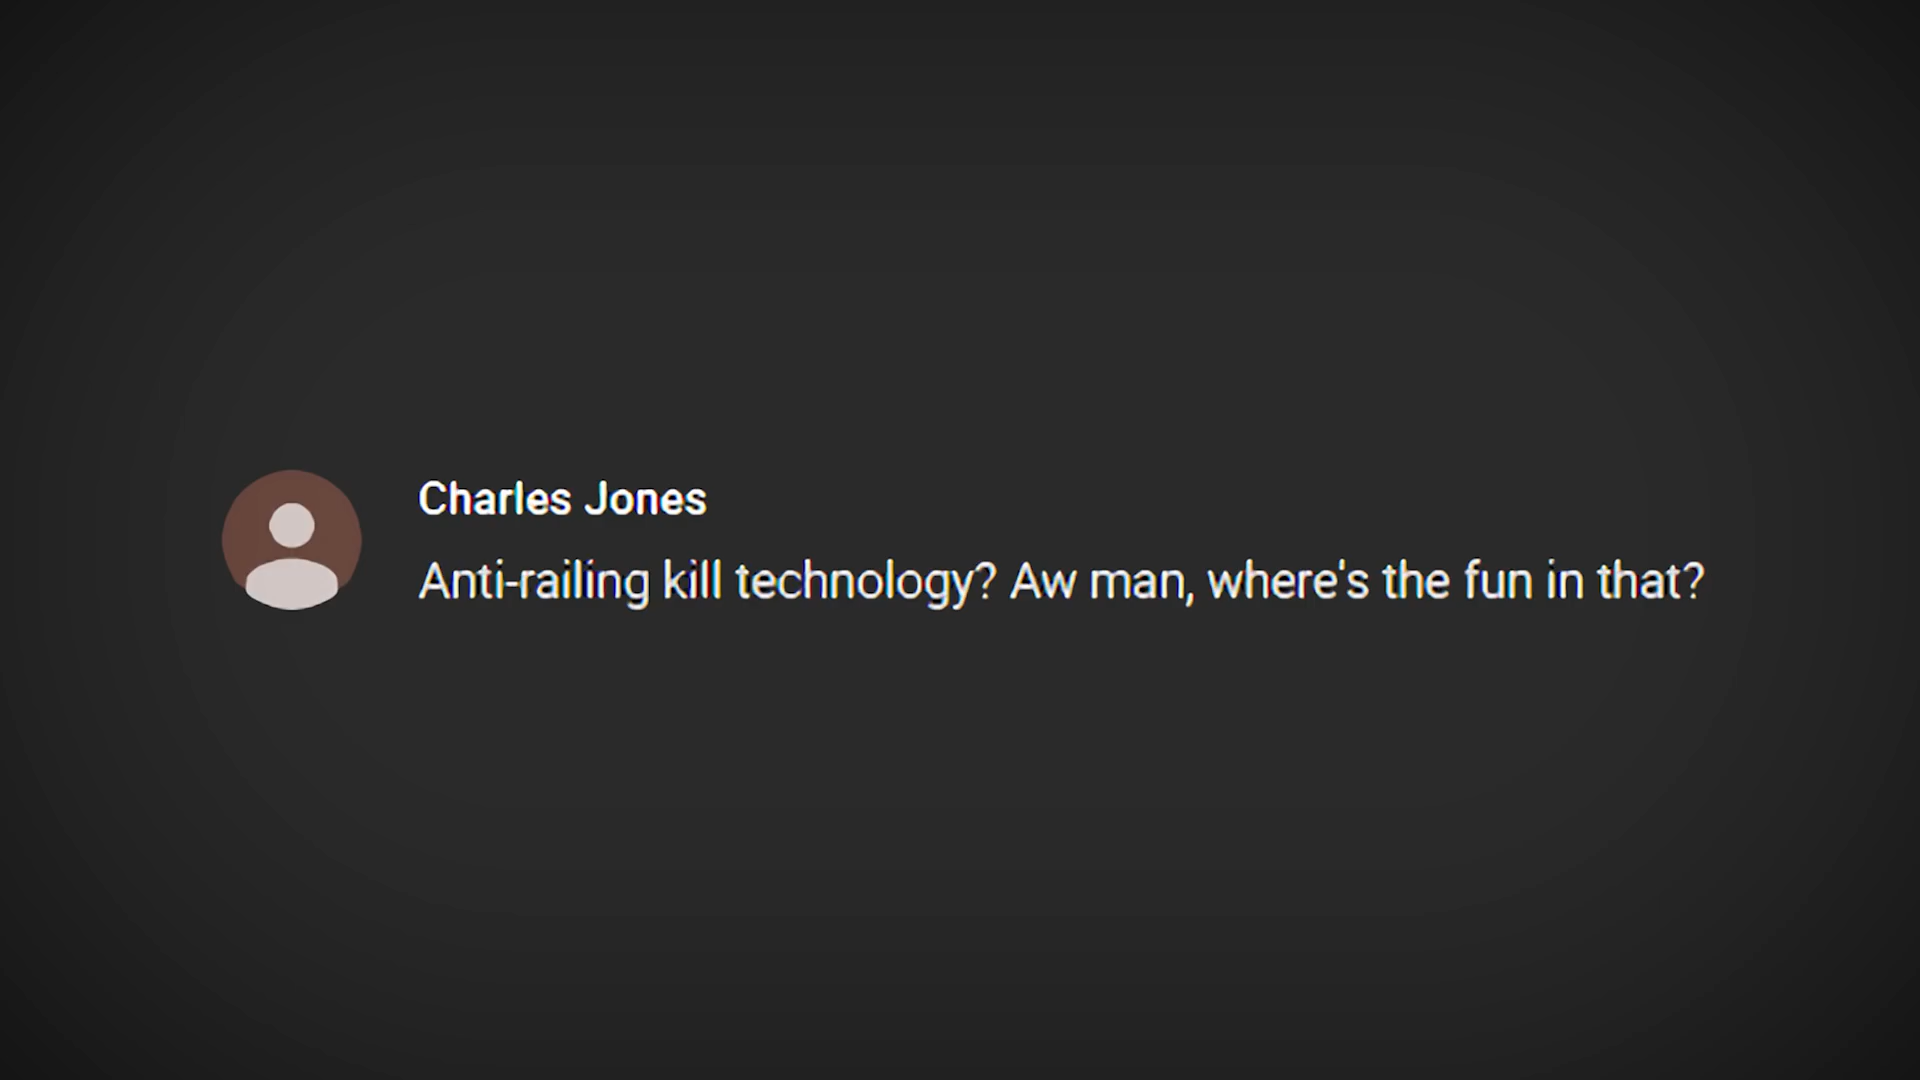 Charles Jones
Anti-railing kill technology? Aw man, where's the fun in that?